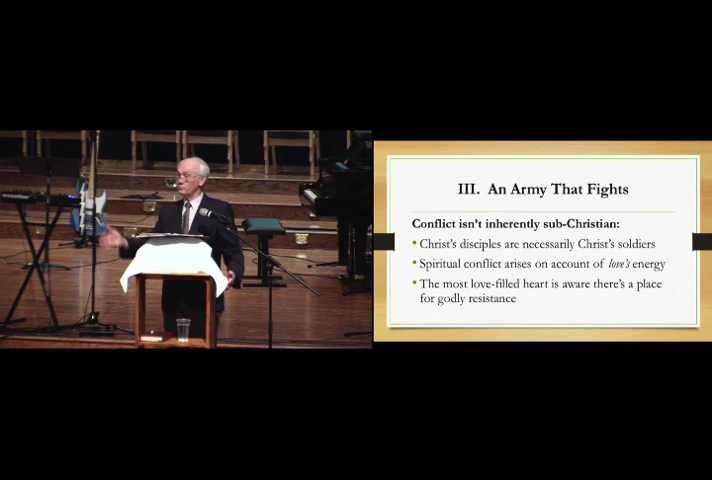 III. An Army That Fights
Conflict isn't inherently sub-Christian:
• Christ's disciples are necessarily Christ's soldiers
• Spiritual conflict arises on account of love's energy
• The most love-filled heart is aware there's a place
for godly resistance